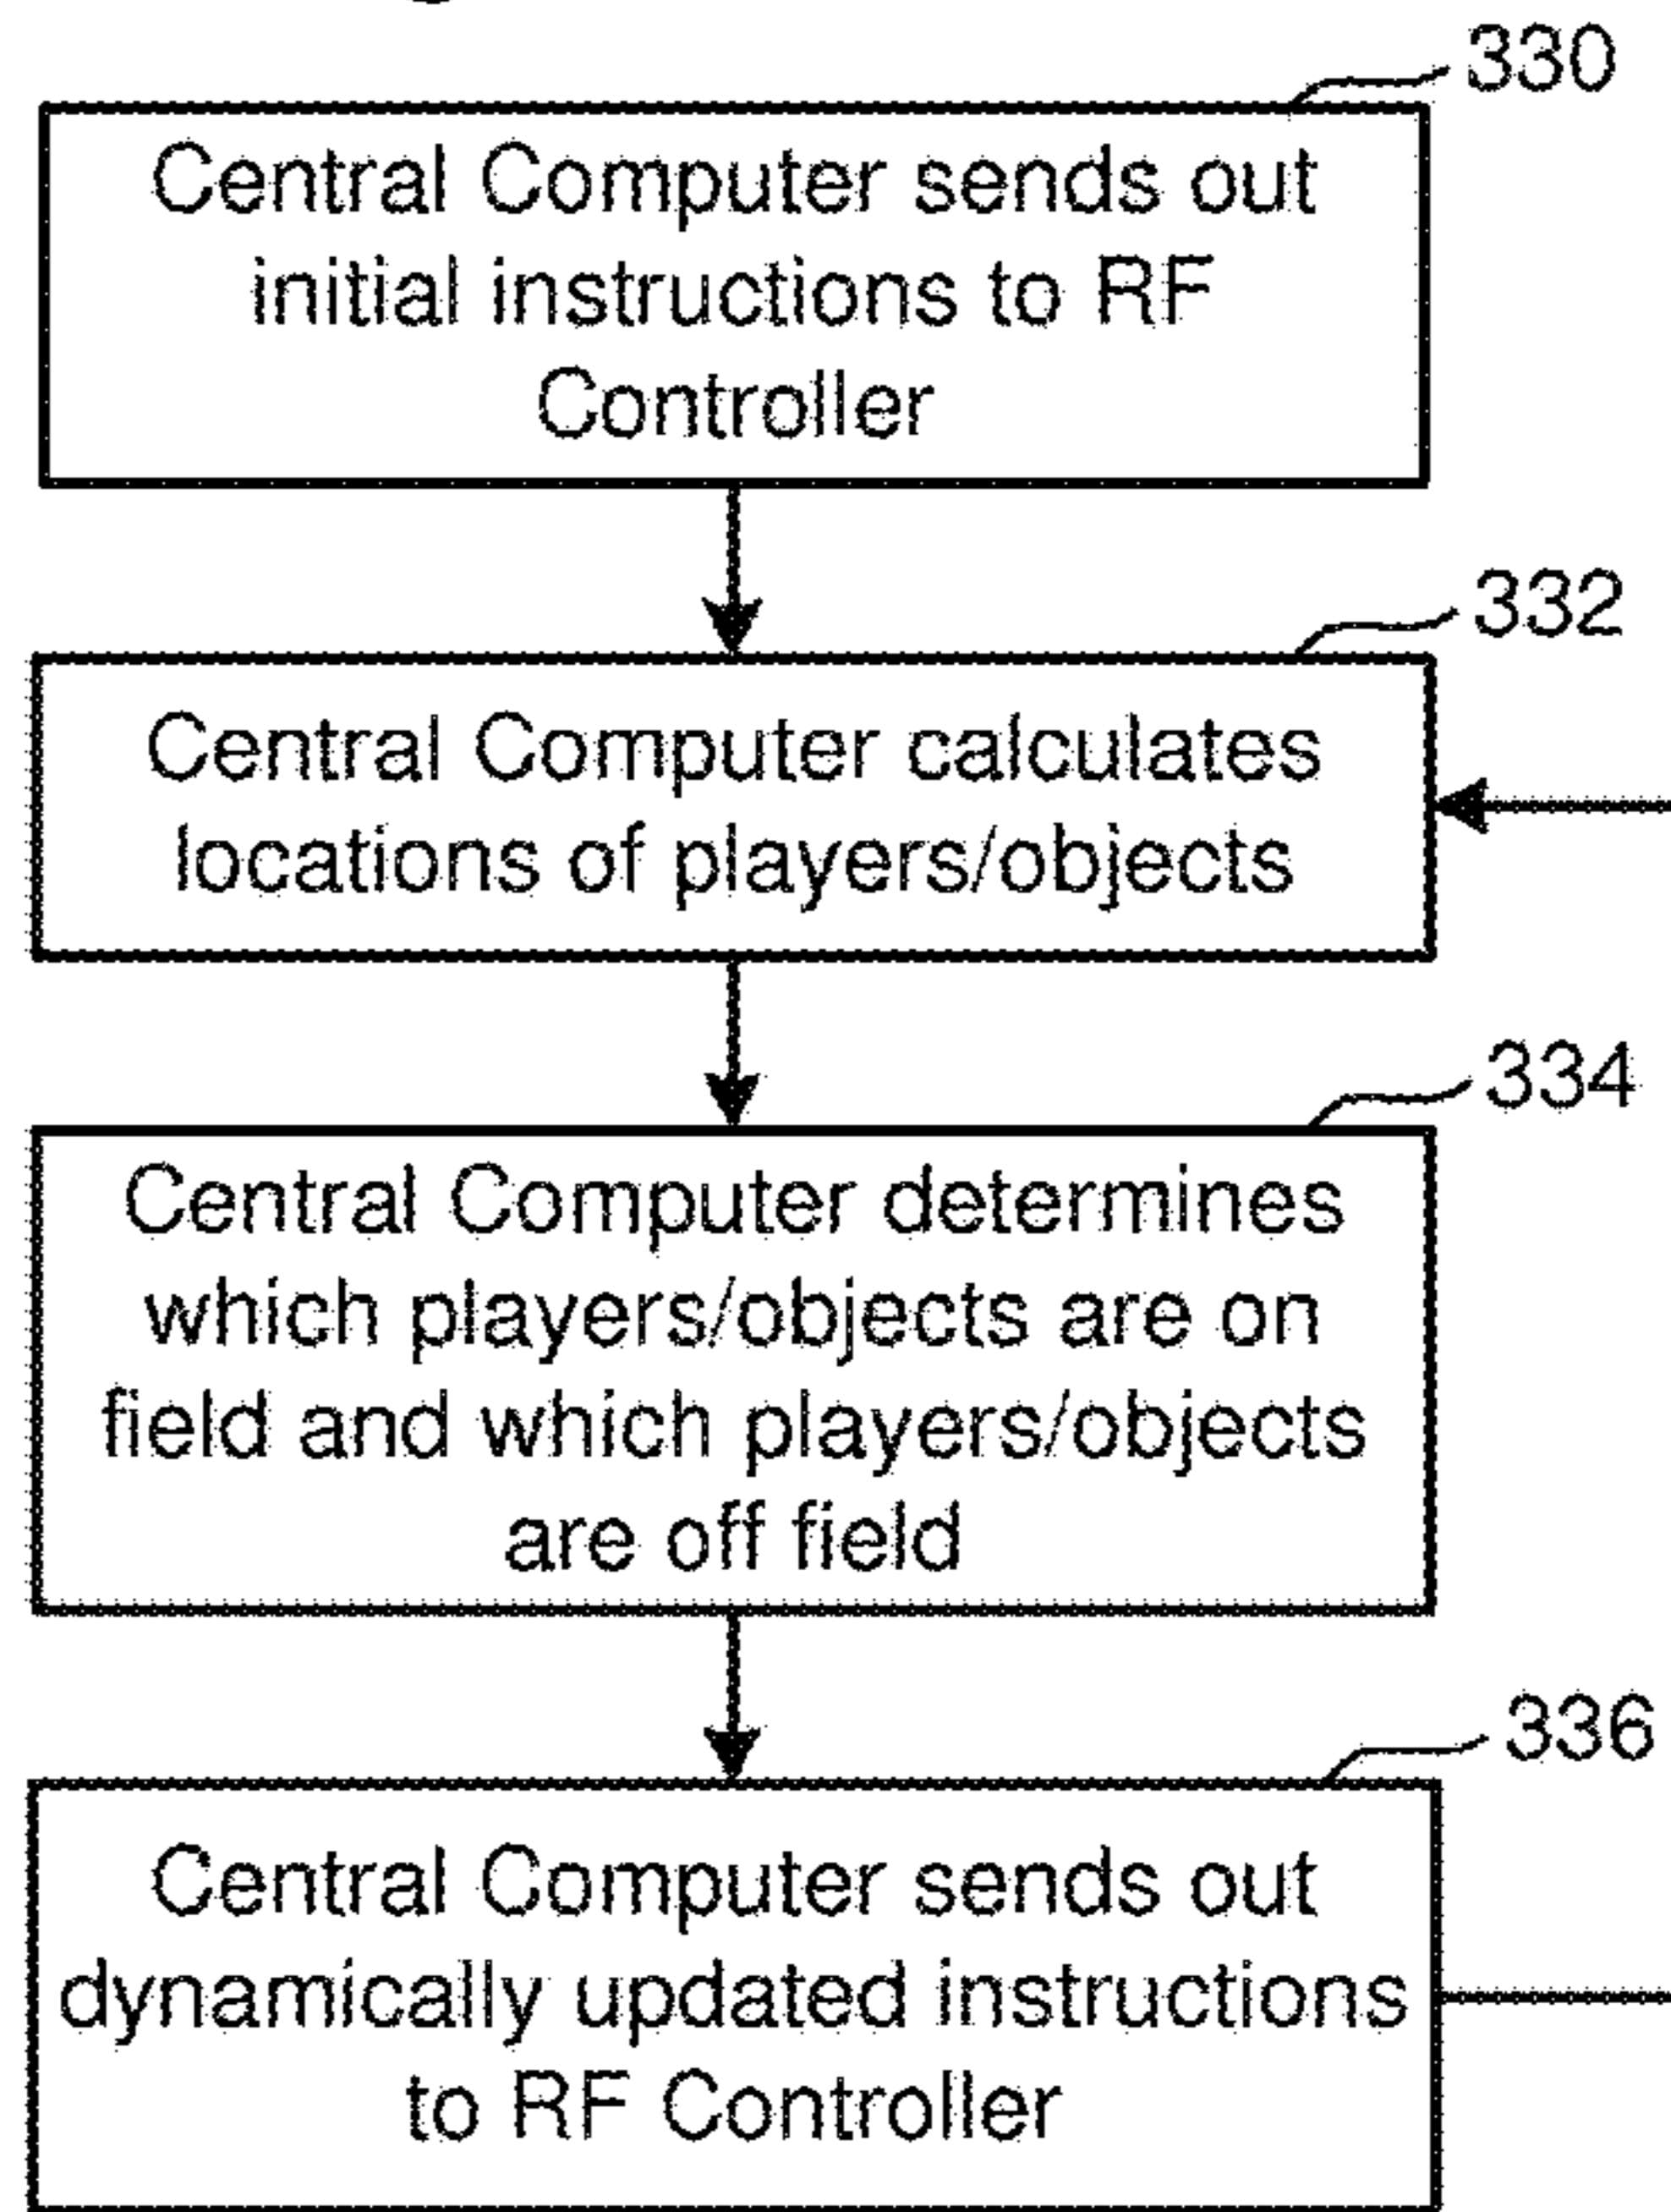 330
Central Computer sends out
initial instructions to RF
Controller
332
Central Computer calculates
locations of players/objects
334
Central Computer determines
which players/objects are on
field and which players/objects
are off field
336
Central Computer sends out
dynamically updated instructions
to RF Controller